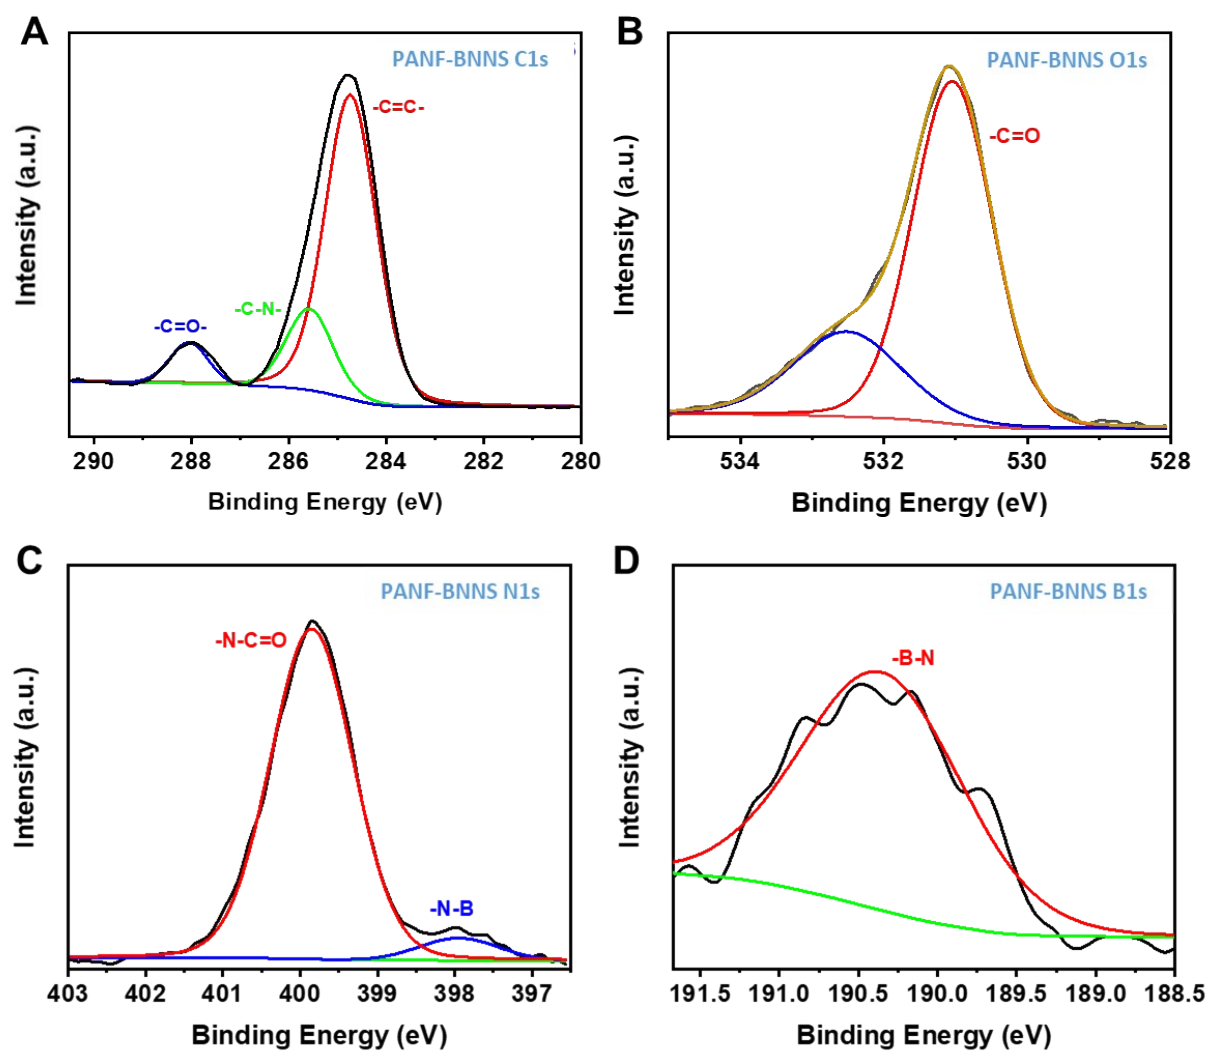 A
PANF-BNNS C1s
-C=C-
-C-N-
-C=O-
Intensity (a.u.)
290 288 286 284 282 280
Binding Energy (eV)
B
PANF-BNNS O1s
-C=O
Intensity (a.u.)
534 532 530 528
Binding Energy (eV)
C
PANF-BNNS N1s
-N-C=O
-N-B
Intensity (a.u.)
403 402 401 400 399 398 397
Binding Energy (eV)
D
PANF-BNNS B1s
-B-N
Intensity (a.u.)
191.5 191.0 190.5 190.0 189.5 189.0 188.5
Binding Energy (eV)